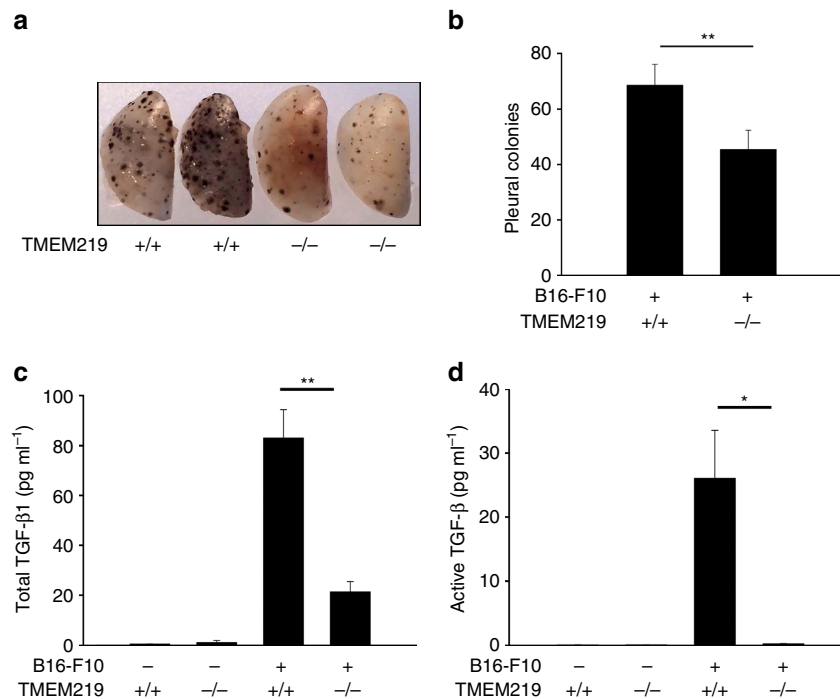 a
TMEM219 +/+ +/+ –/– –/–
b
**
80
60
40
20
0
Pleural colonies
B16-F10 + +
TMEM219 +/+ –/–
c
**
100
80
60
40
20
0
Total TGF-β1 (pg ml⁻¹)
B16-F10 – – + +
TMEM219 +/+ –/– +/+ –/–
d
*
40
30
20
10
0
Active TGF-β (pg ml⁻¹)
B16-F10 – – + +
TMEM219 +/+ –/– +/+ –/–